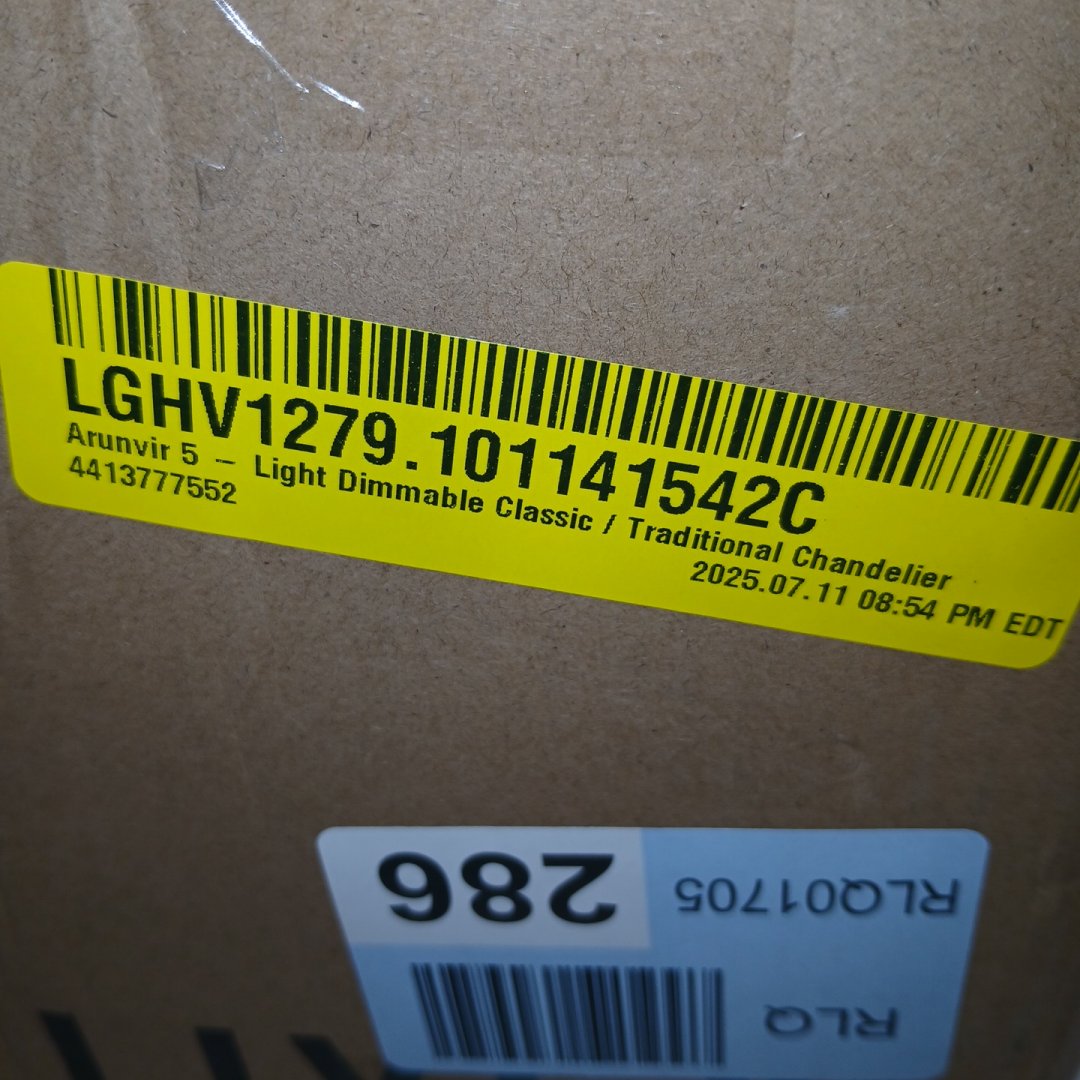 LGHV1279.101141542C
Arunvir 5 – Light Dimmable Classic / Traditional Chandelier
4413777552
2025.07.11 08:54 PM EDT
RLQ
RLQ01705
286